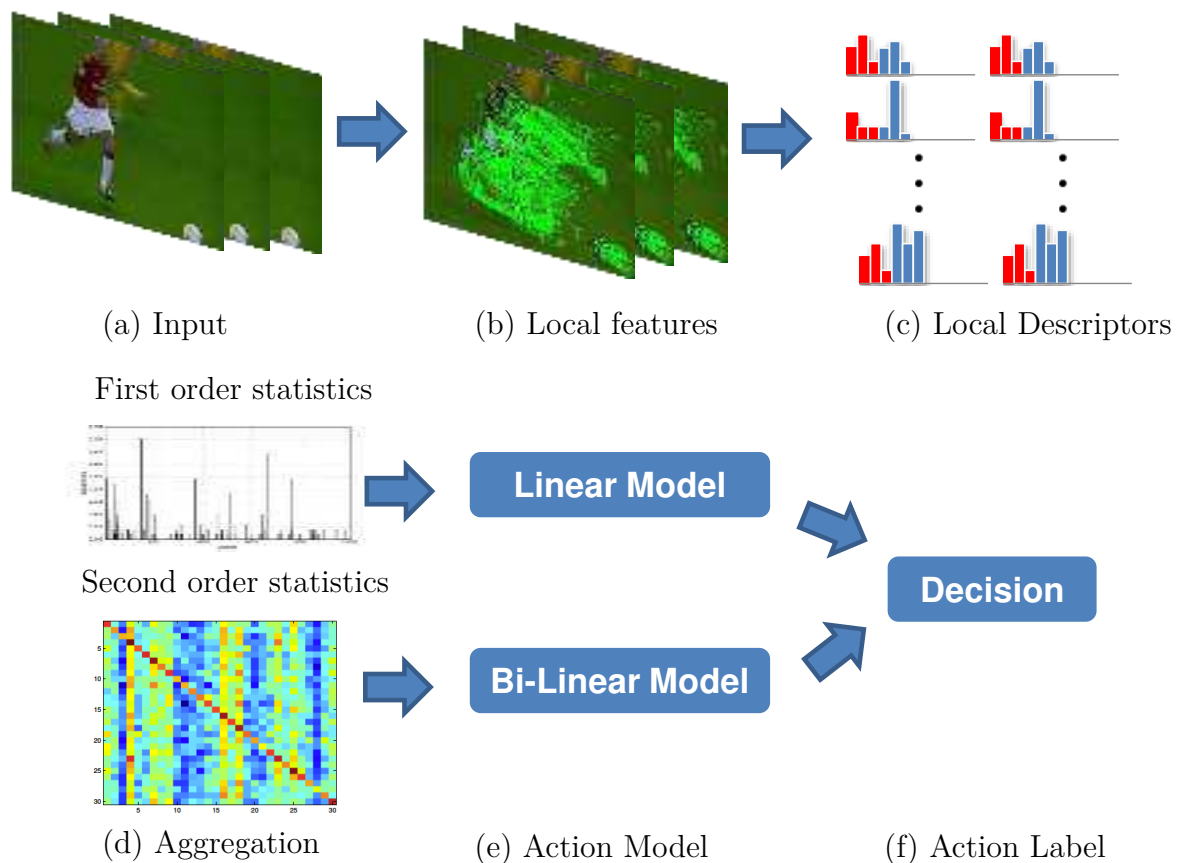 (a) Input
(b) Local features
(c) Local Descriptors
First order statistics
Linear Model
Second order statistics
Decision
5
10
15
20
25
30
Bi-Linear Model
5 10 15 20 25 30
(d) Aggregation
(e) Action Model
(f) Action Label